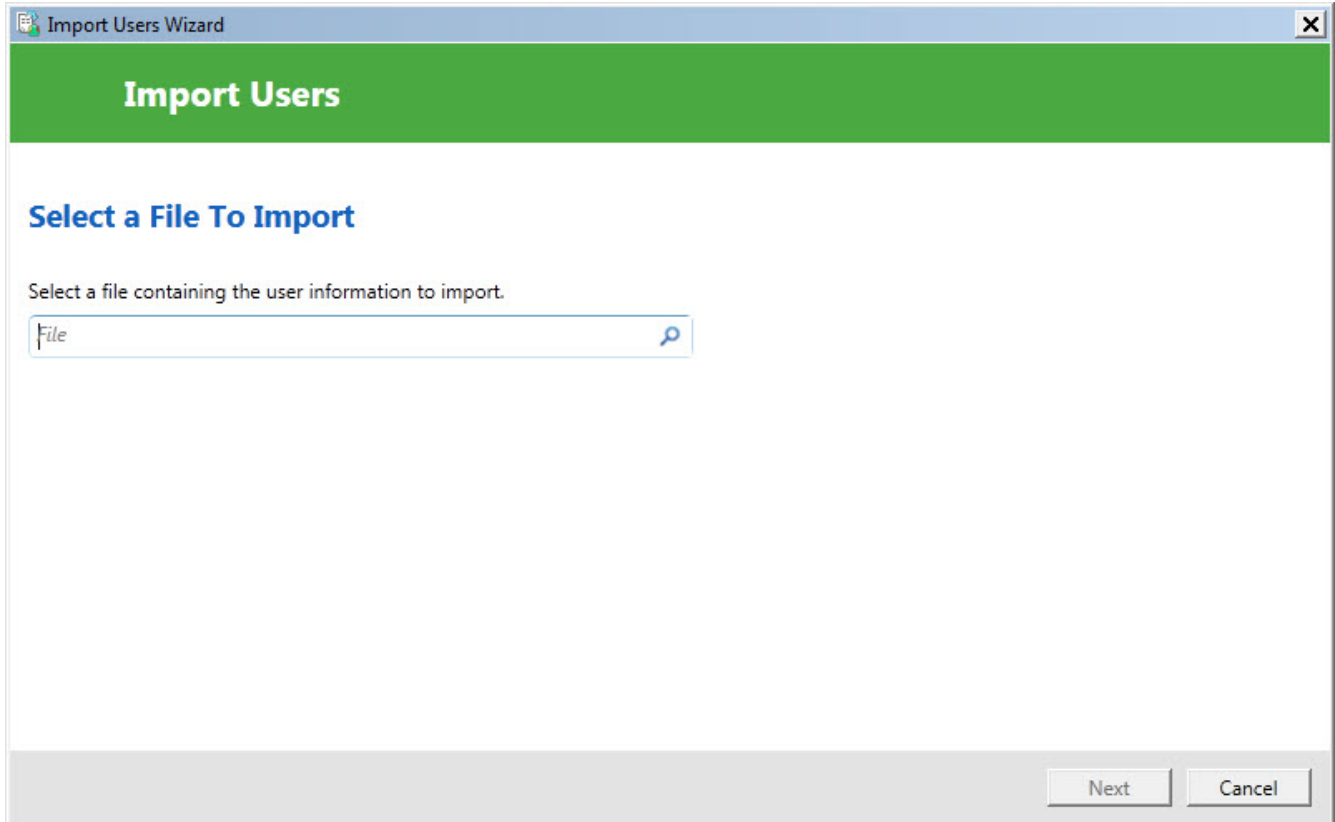 Import Users Wizard
Import Users
Select a File To Import
Select a file containing the user information to import.
File
Next Cancel